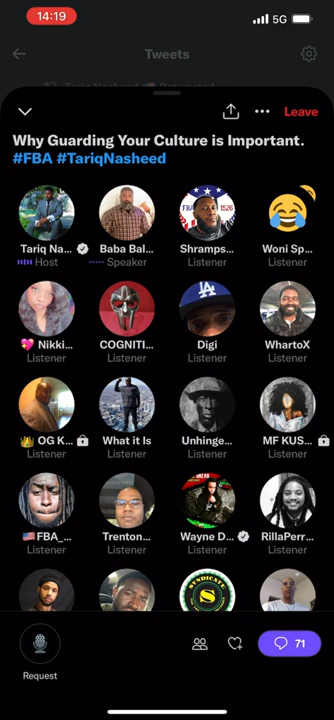 14:19
5G
Tweets
Leave
Why Guarding Your Culture is Important.
#FBA #TariqNasheed
Tariq Na... Baba Bal... Shramps... Woni Sp...
Host Speaker Listener Listener
💖 Nikki... COGNITI... Digi WhartoX
Listener Listener Listener Listener
👑 OG K... What it Is Unhinge... MF KUS...
Listener Listener Listener Listener
🇺🇸FBA_... Trenton... Wayne D... RillaPerr...
Listener Listener Listener Listener
SYNDICATE
S
71
Request